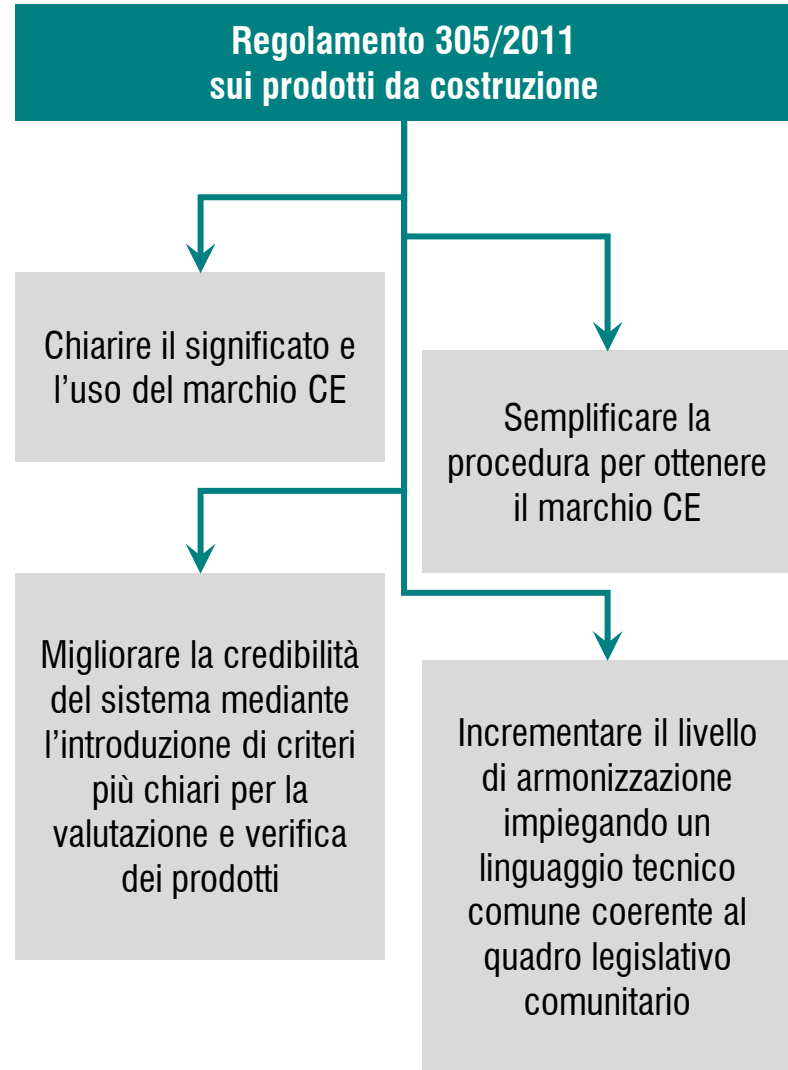 Regolamento 305/2011
sui prodotti da costruzione
Chiarire il significato e
l’uso del marchio CE
Semplificare la
procedura per ottenere
il marchio CE
Migliorare la credibilità
del sistema mediante
l’introduzione di criteri
più chiari per la
valutazione e verifica
dei prodotti
Incrementare il livello
di armonizzazione
impiegando un
linguaggio tecnico
comune coerente al
quadro legislativo
comunitario